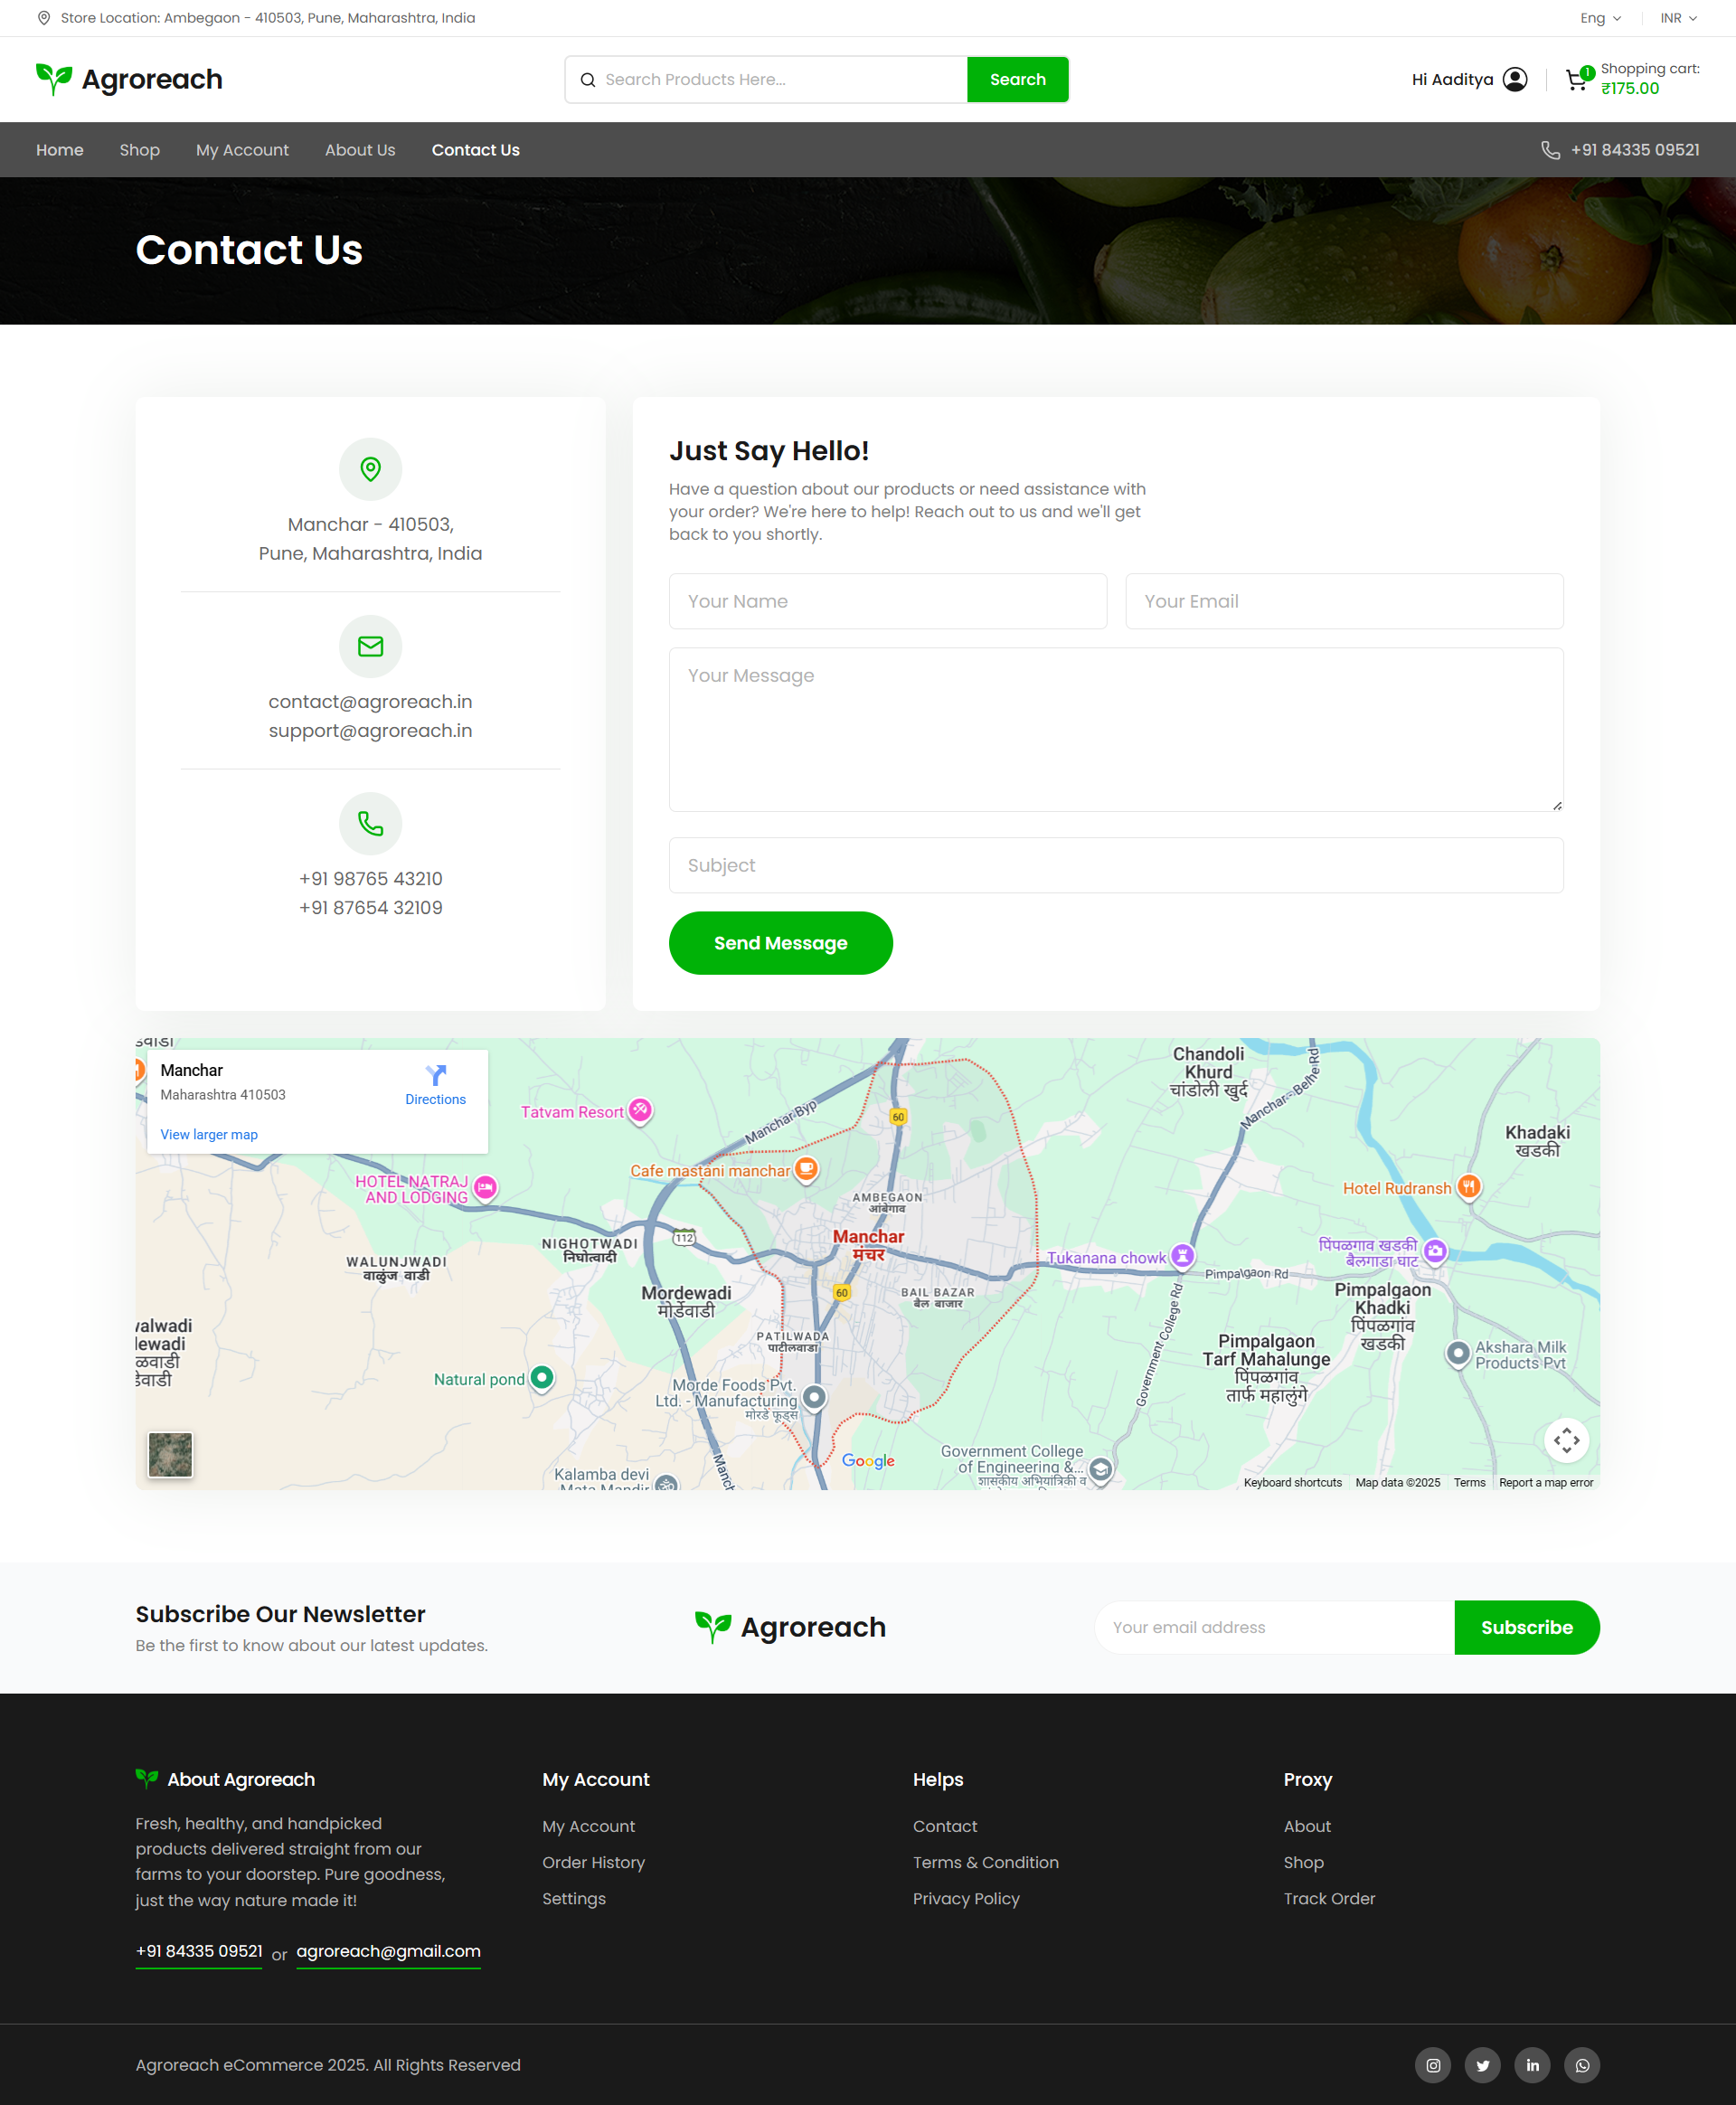 Store Location: Ambegaon - 410503, Pune, Maharashtra, India
Eng
INR
Agroreach
Search Products Here...
Search
Hi Aaditya
1
Shopping cart:
₹175.00
Home
Shop
My Account
About Us
Contact Us
+91 84335 09521
Contact Us
Manchar - 410503,
Pune, Maharashtra, India
contact@agroreach.in
support@agroreach.in
+91 98765 43210
+91 87654 32109
Just Say Hello!
Have a question about our products or need assistance with
your order? We're here to help! Reach out to us and we'll get
back to you shortly.
Your Name
Your Email
Your Message
Subject
Send Message
Manchar
Maharashtra 410503
Directions
View larger map
Tatvam Resort
Manchar Byp
60
Chandoli
Khurd
चांडोली खुर्द
Manchar - Belhe Rd
Khadaki
खडकी
Cafe mastani manchar
HOTEL NATRAJ
AND LODGING
Hotel Rudransh
AMBEGAON
आंबेगाव
Manchar
मंचर
112
NIGHOTWADI
निघोत्वादी
WALUNJWADI
वाळुंज वाडी
Tukanana chowk
पिंपळगाव खडकी
बैलगाडा घाट
Pimpalgaon Rd
Mordewadi
मोर्डेवाडी
60
BAIL BAZAR
बैल बाजार
Pimpalgaon
Khadki
पिंपळगांव
खडकी
Government College Rd
PATILWADA
पाटीलवाडा
Pimpalgaon
Tarf Mahalunge
पिंपळगांव
तार्फ महाळुंगे
Akshara Milk
Products Pvt
Natural pond
Morde Foods Pvt.
Ltd. - Manufacturing
मोरडे फूड्स
Google
Government College
of Engineering &...
शासकीय अभियांत्रिकी व
Kalamba devi
Mata Mandir
Keyboard shortcuts
Map data ©2025
Terms
Report a map error
Subscribe Our Newsletter
Be the first to know about our latest updates.
Agroreach
Your email address
Subscribe
About Agroreach
Fresh, healthy, and handpicked
products delivered straight from our
farms to your doorstep. Pure goodness,
just the way nature made it!
+91 84335 09521 or agroreach@gmail.com
My Account
My Account
Order History
Settings
Helps
Contact
Terms & Condition
Privacy Policy
Proxy
About
Shop
Track Order
Agroreach eCommerce 2025. All Rights Reserved